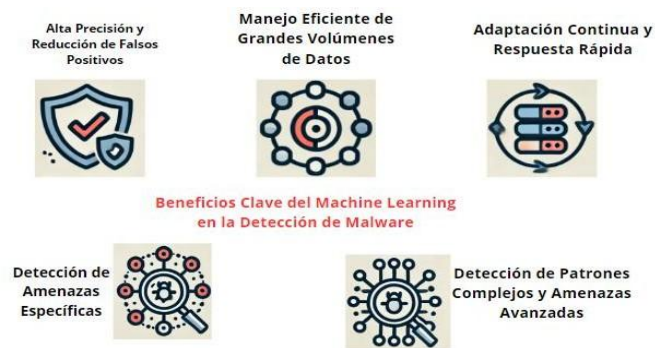 Alta Precisión y
Reducción de Falsos
Positivos
Manejo Eficiente de
Grandes Volúmenes
de Datos
Adaptación Continua y
Respuesta Rápida
Beneficios Clave del Machine Learning
en la Detección de Malware
Detección de
Amenazas
Específicas
Detección de Patrones
Complejos y Amenazas
Avanzadas